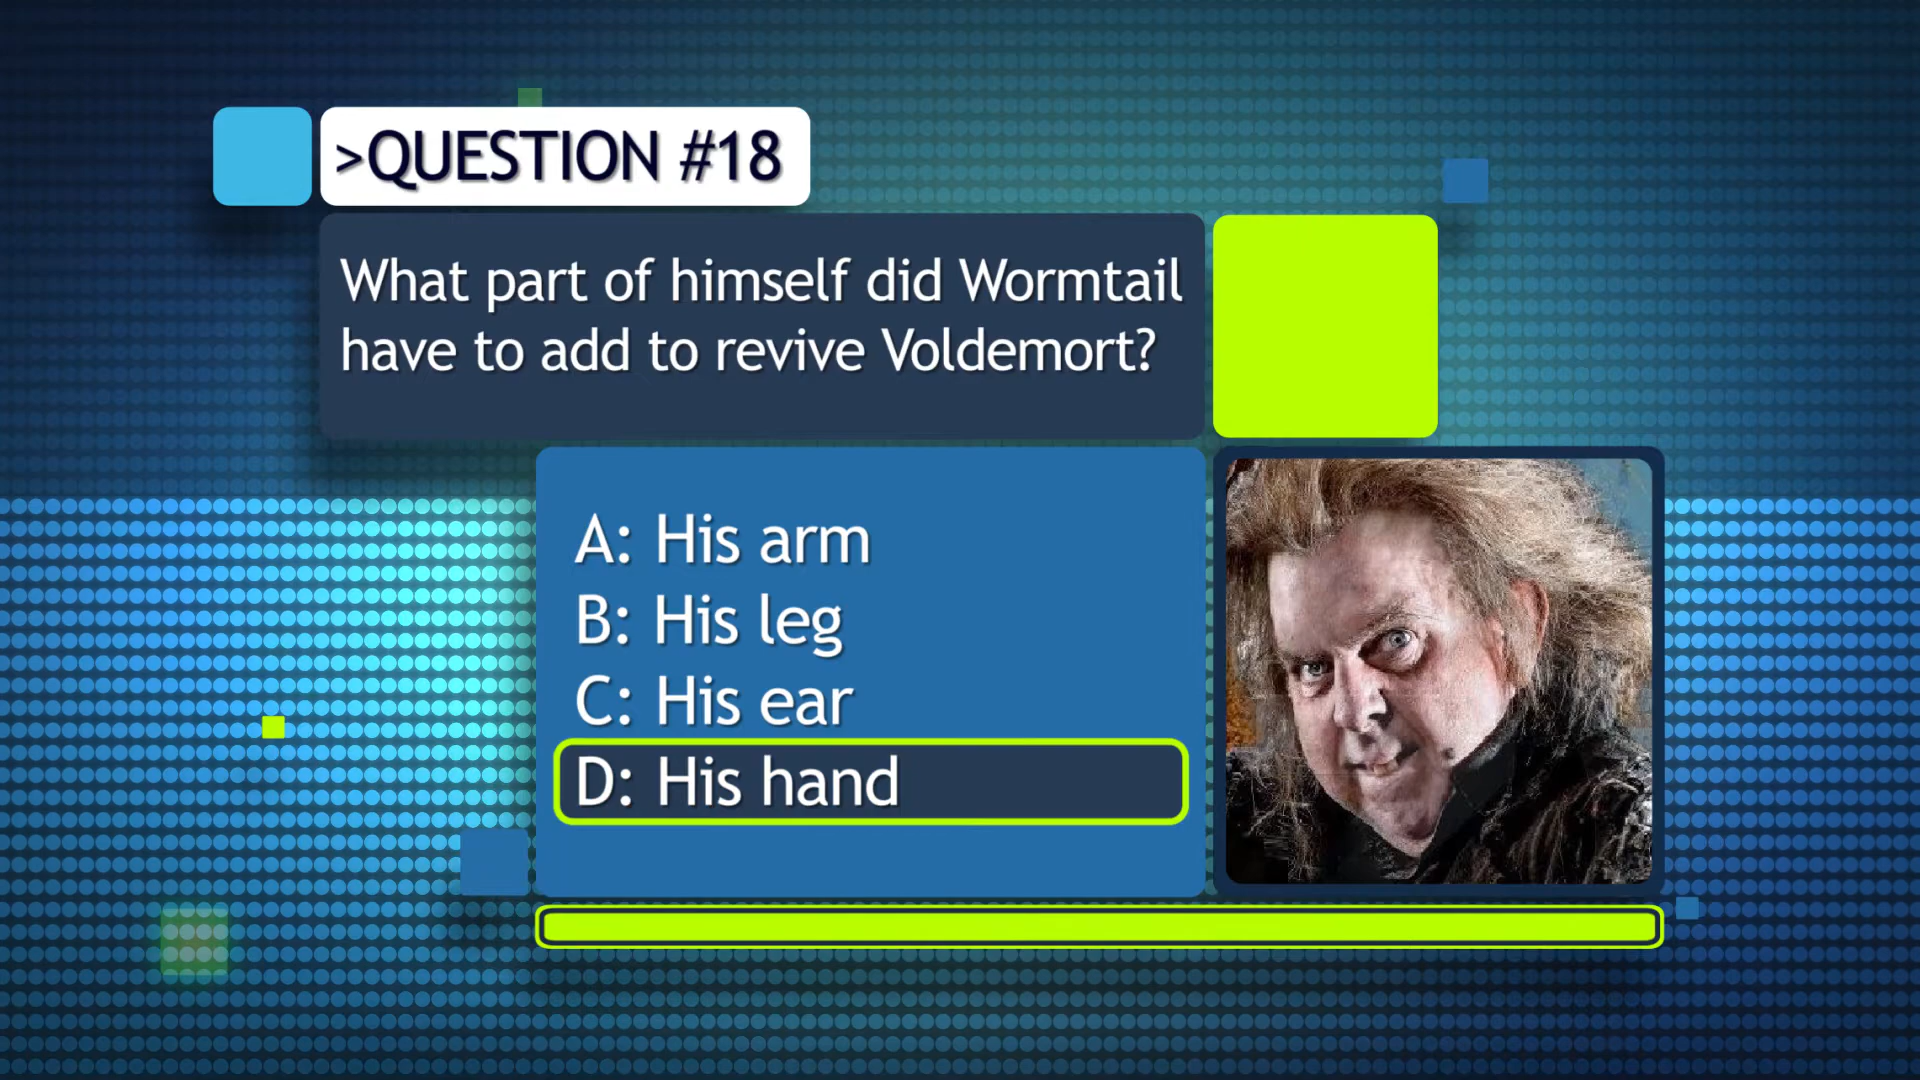 >QUESTION #18
What part of himself did Wormtail
have to add to revive Voldemort?
A: His arm
B: His leg
C: His ear
D: His hand